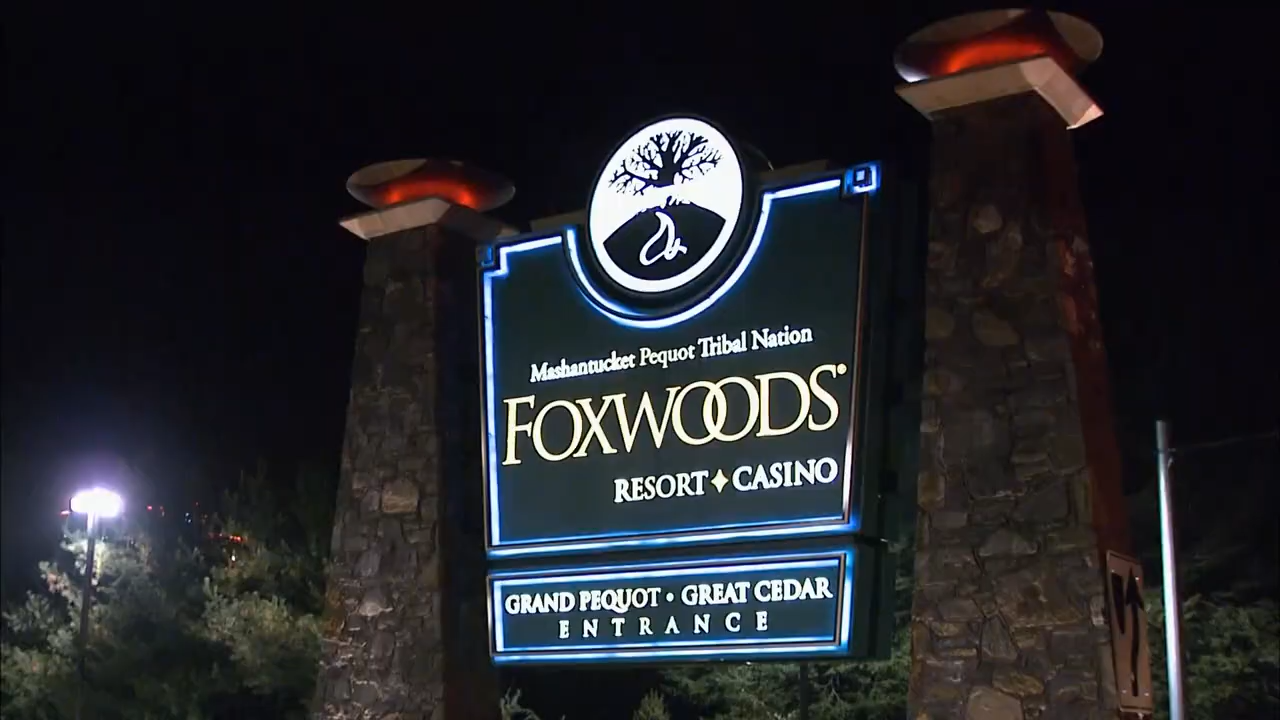 Mashantucket Pequot Tribal Nation
FOXWOODS®
RESORT CASINO
GRAND PEQUOT • GREAT CEDAR
ENTRANCE